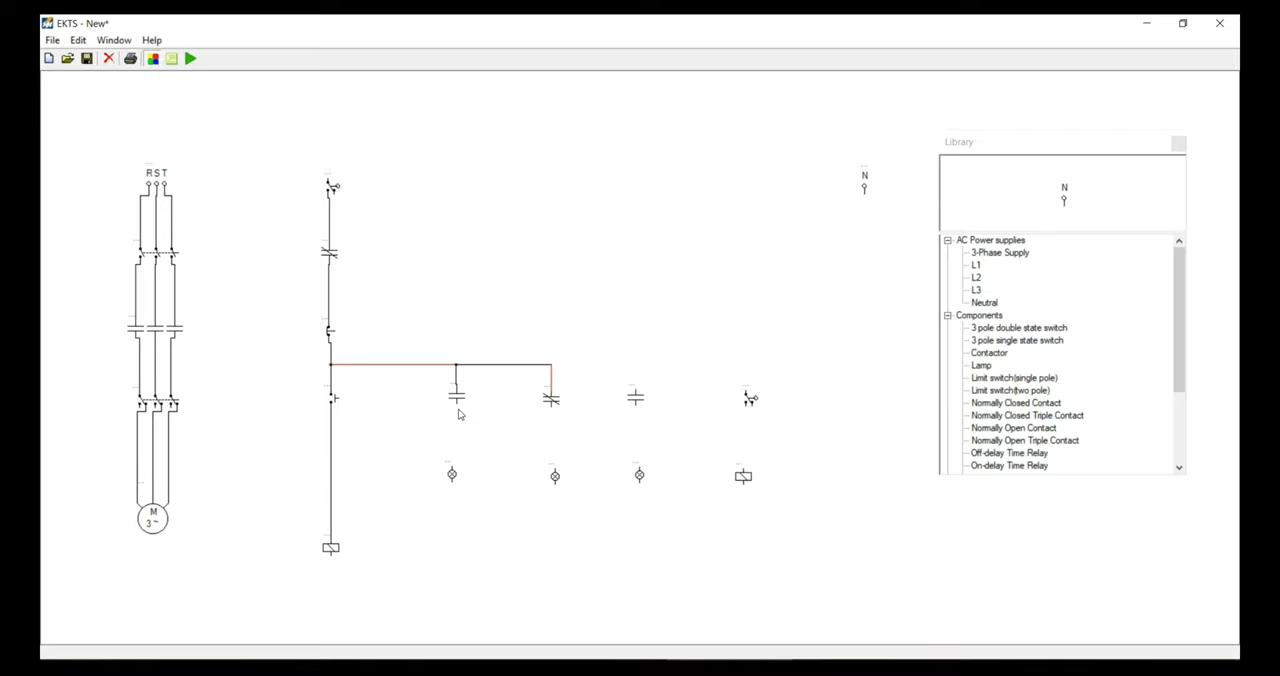 EKTS - New*
File Edit Window Help
R S T
N
M
3 ~
Library
N
AC Power supplies
3-Phase Supply
L1
L2
L3
Neutral
Components
3 pole double state switch
3 pole single state switch
Contactor
Lamp
Limit switch(single pole)
Limit switch(two pole)
Normally Closed Contact
Normally Closed Triple Contact
Normally Open Contact
Normally Open Triple Contact
Off-delay Time Relay
On-delay Time Relay